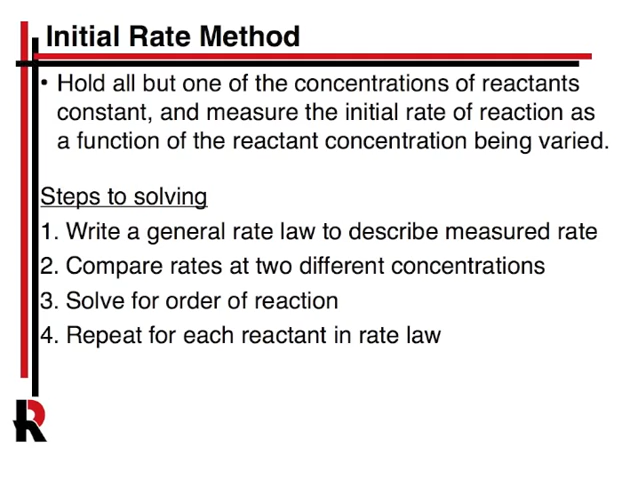 Initial Rate Method
• Hold all but one of the concentrations of reactants
constant, and measure the initial rate of reaction as
a function of the reactant concentration being varied.
Steps to solving
1. Write a general rate law to describe measured rate
2. Compare rates at two different concentrations
3. Solve for order of reaction
4. Repeat for each reactant in rate law